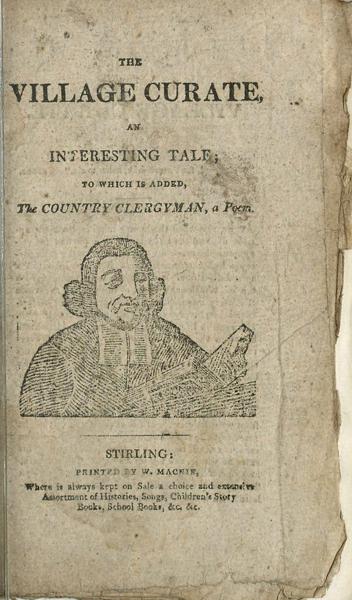 THE
VILLAGE CURATE,
AN
INTERESTING TALE;
TO WHICH IS ADDED,
The COUNTRY CLERGYMAN, a Poem.
STIRLING:
PRINTED BY W. MACNIE,
Where is always kept on Sale a choice and extensive
Assortment of Histories, Songs, Children's Story
Books, School Books, &c. &c.